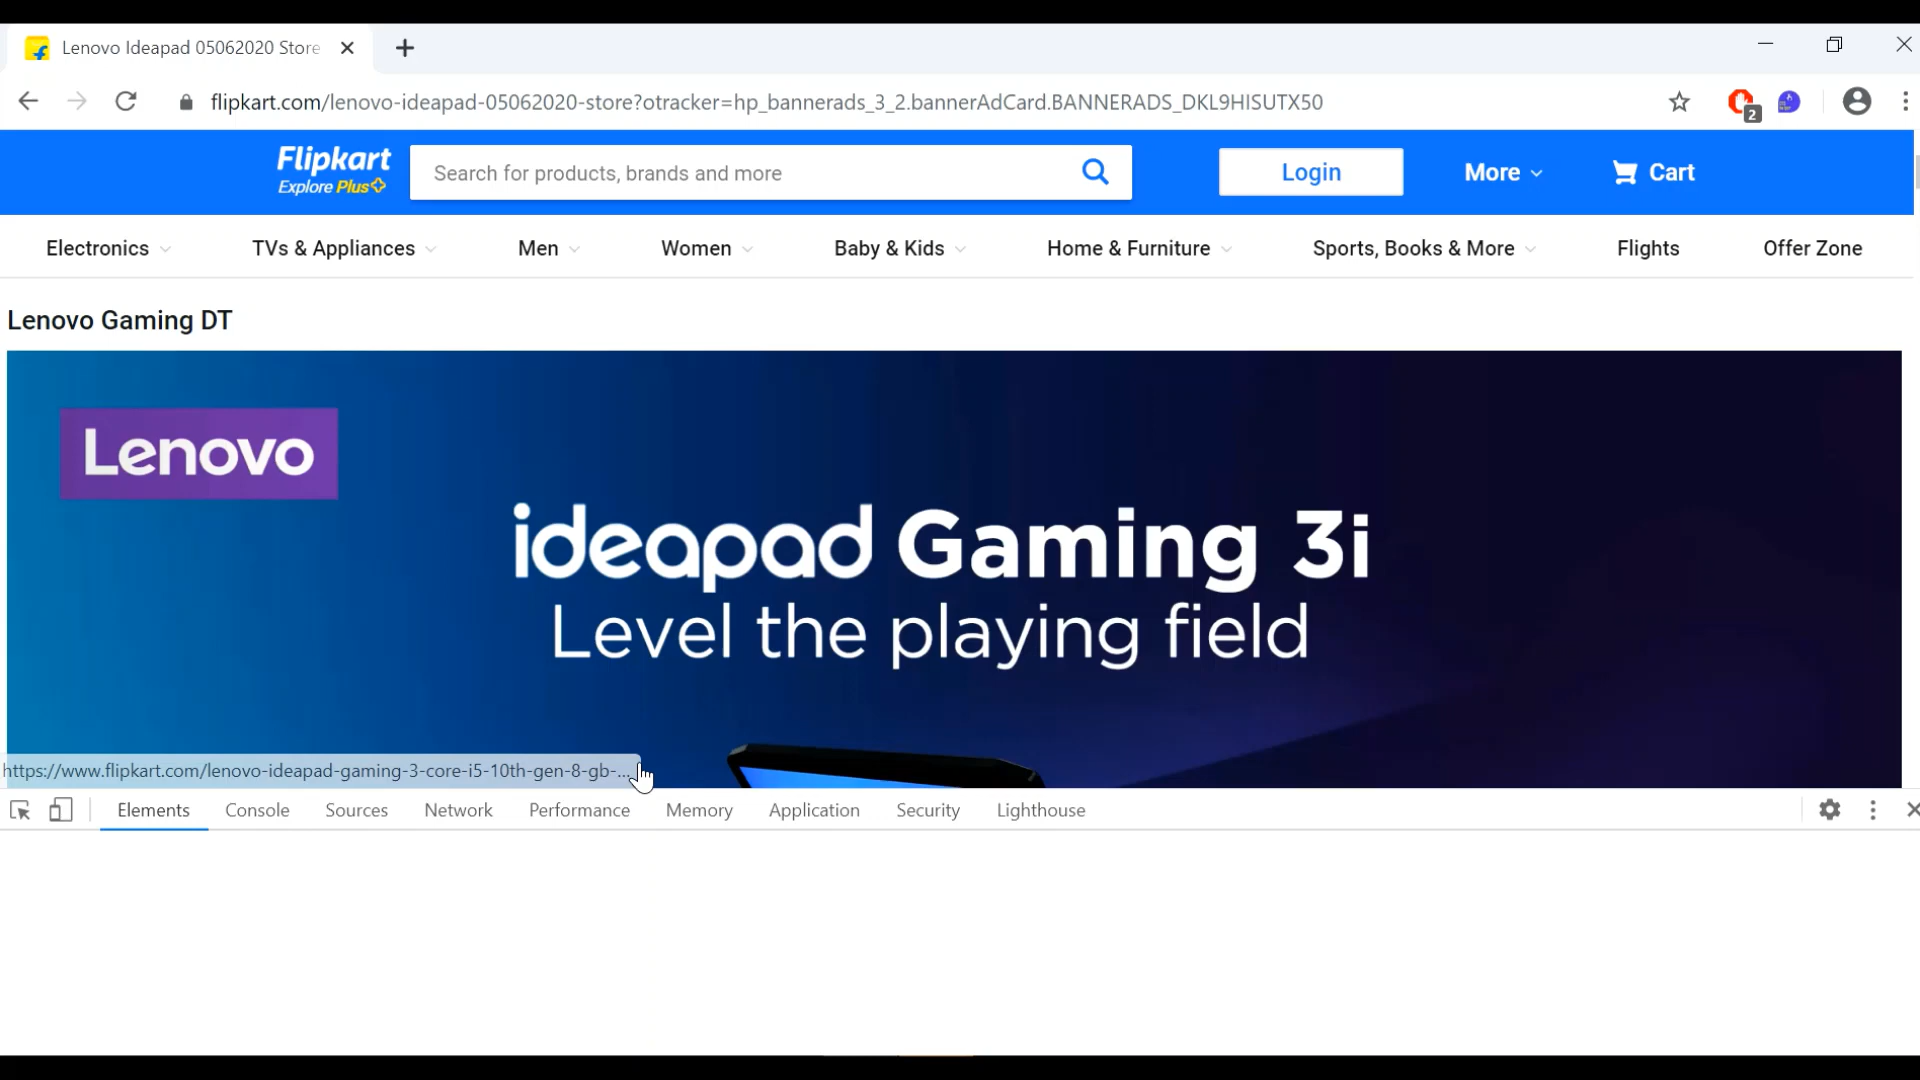 Lenovo Ideapad 05062020 Store
flipkart.com/lenovo-ideapad-05062020-store?otracker=hp_bannerads_3_2.bannerAdCard.BANNERADS_DKL9HISUTX50
2
Flipkart
Explore Plus
Search for products, brands and more
Login
More
Cart
Electronics
TVs & Appliances
Men
Women
Baby & Kids
Home & Furniture
Sports, Books & More
Flights
Offer Zone
Lenovo Gaming DT
Lenovo
ideapad Gaming 3i
Level the playing field
https://www.flipkart.com/lenovo-ideapad-gaming-3-core-i5-10th-gen-8-gb-...
Elements
Console
Sources
Network
Performance
Memory
Application
Security
Lighthouse